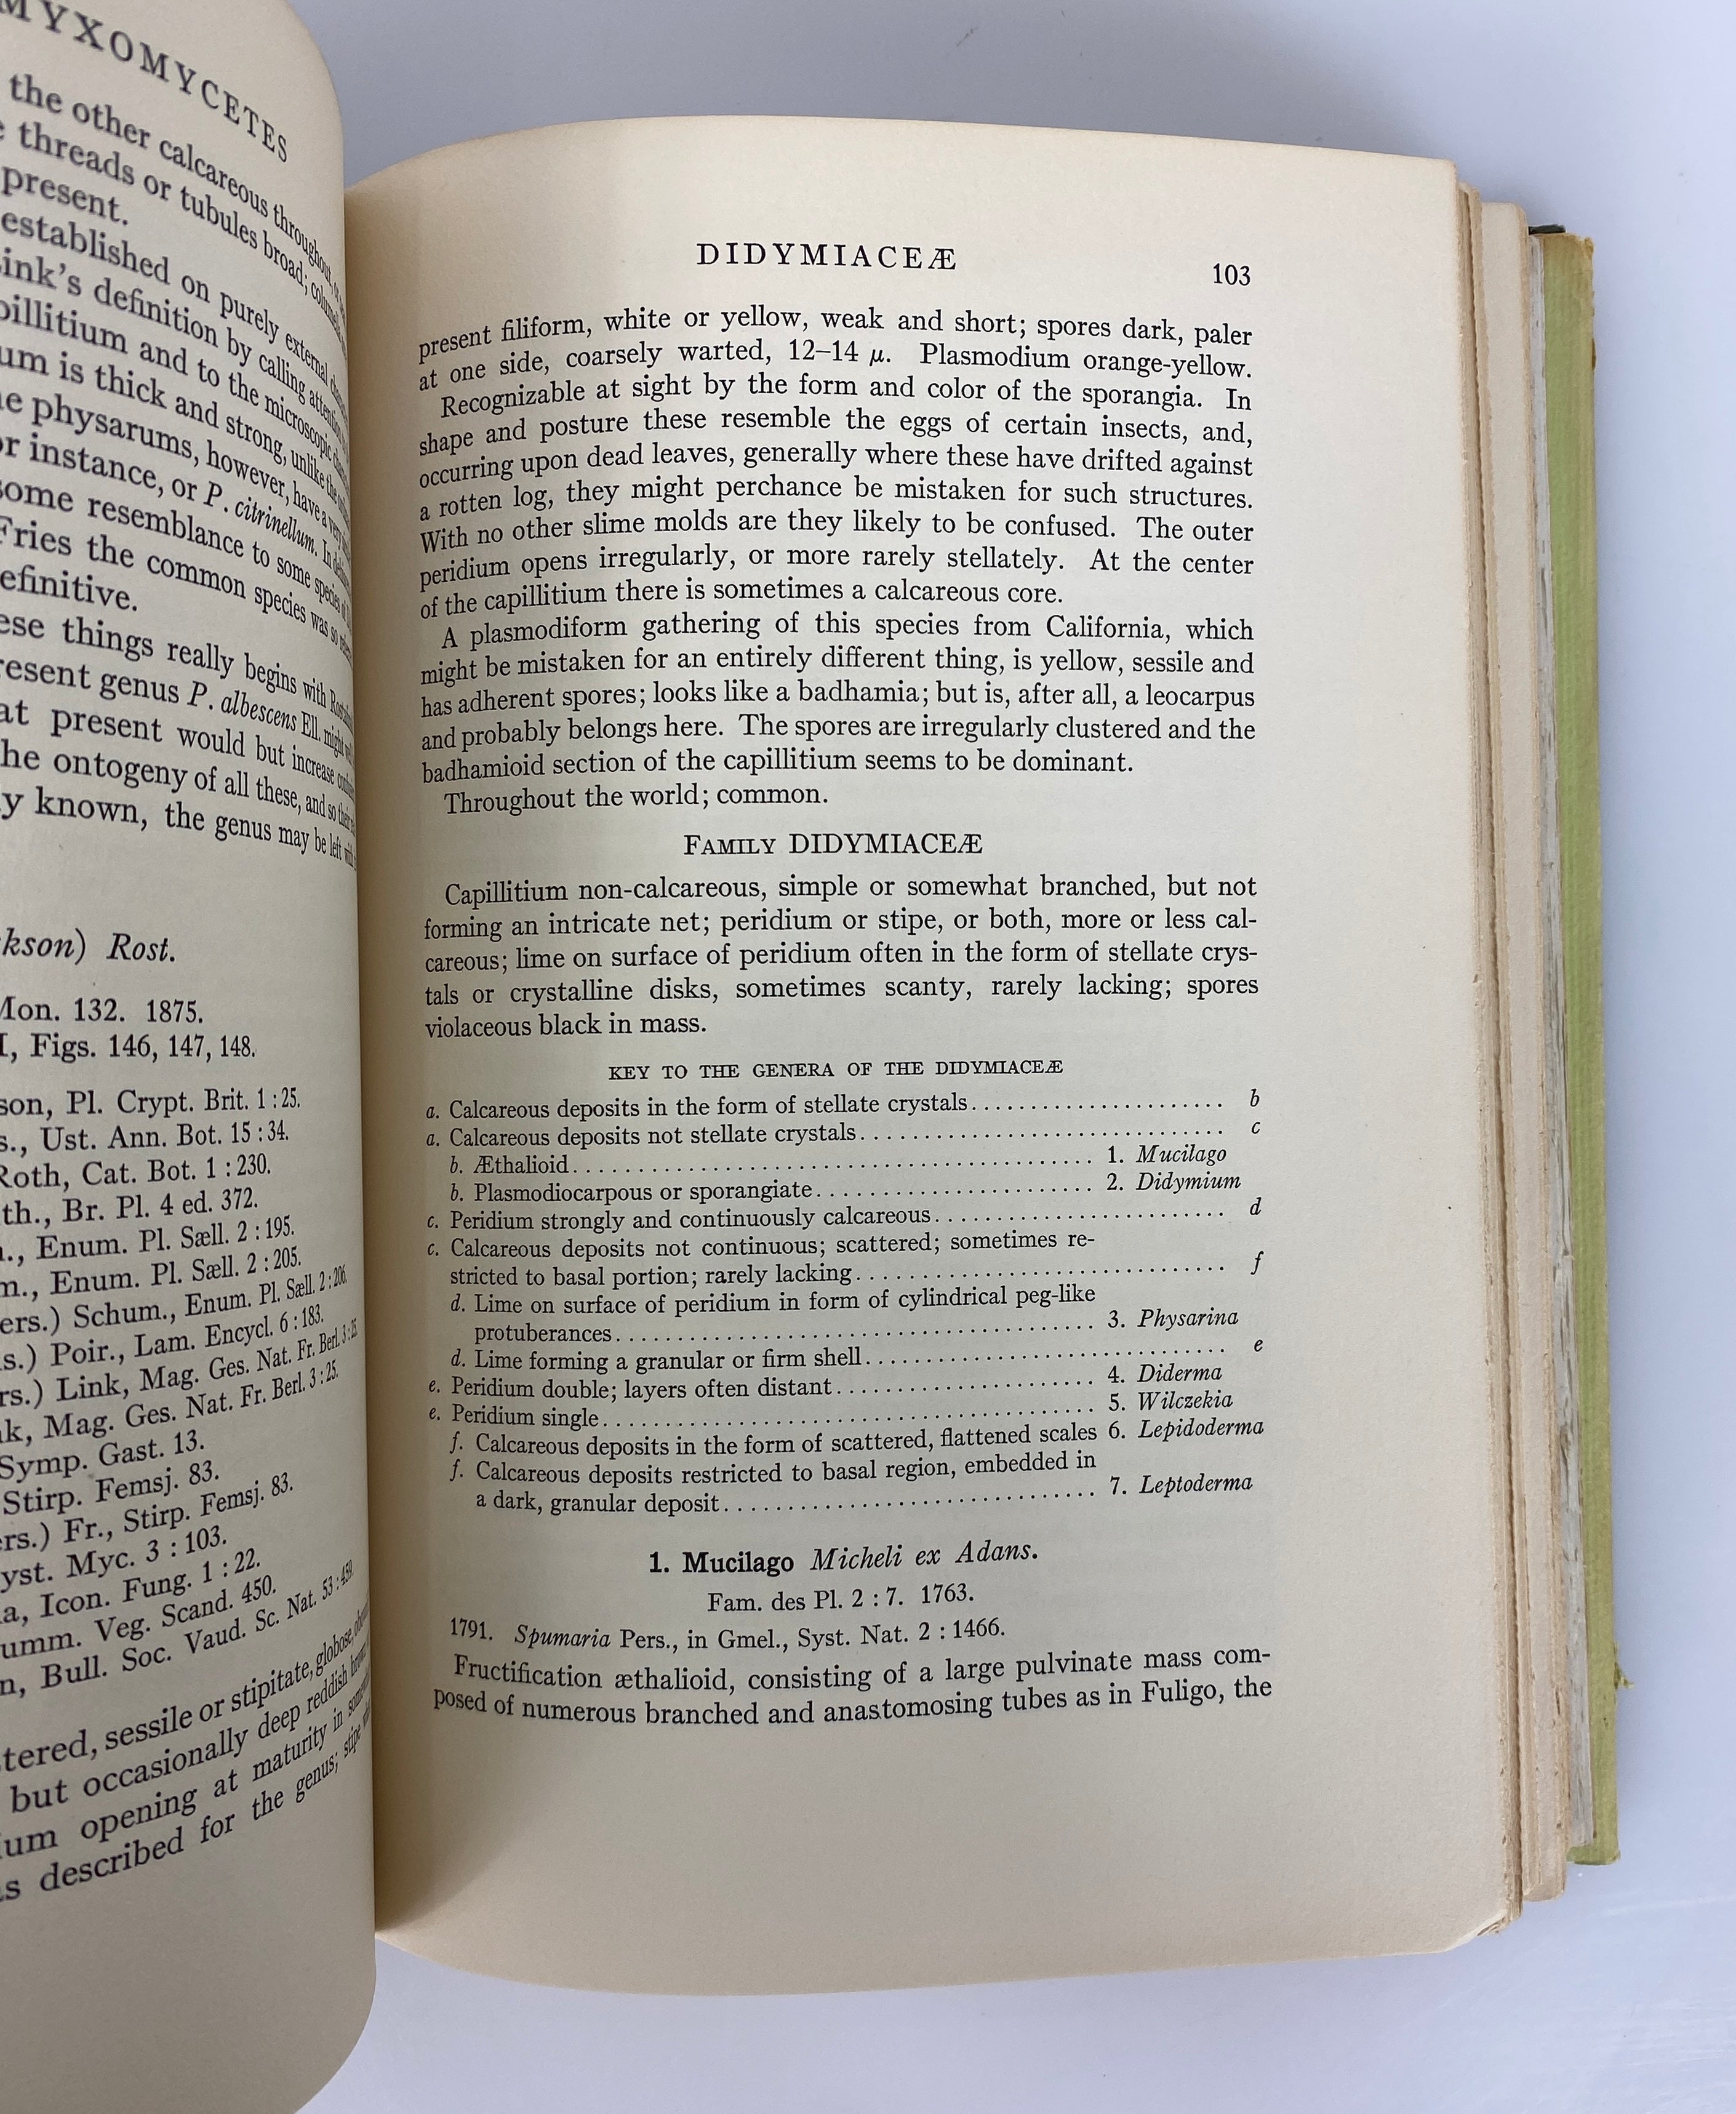 MYXOMYCETES
the other calcareous throughout,
threads or tubules broad;
present.
established on purely external
Link's definition by calling
and to the microscopic
is thick and strong, unlike the
physarums, however, have a very
instance, or P. citrinellum. In
some resemblance to some species of
Fries the common species was so
definitive.
these things really begins with
present genus P. albescens Ell. might
at present would but increase
the ontogeny of all these, and so their
known, the genus may be left with
Rost.
Mon. 132. 1875.
Figs. 146, 147, 148.
Pl. Crypt. Brit. 1 : 25.
Ust. Ann. Bot. 15 : 34.
Roth, Cat. Bot. 1 : 230.
Br. Pl. 4 ed. 372.
Enum. Pl. Sæll. 2 : 195.
Enum. Pl. Sæll. 2 : 205.
Schum., Enum. Pl. Sæll. 2 : 206.
Poir., Lam. Encycl. 6 : 183.
Link, Mag. Ges. Nat. Fr. Berl. 3 : 25.
Mag. Ges. Nat. Fr. Berl. 3 : 25.
Symp. Gast. 13.
Stirp. Femsj. 83.
Fr., Stirp. Femsj. 83.
Syst. Myc. 3 : 103.
Icon. Fung. 1 : 22.
Summ. Veg. Scand. 450.
Bull. Soc. Vaud. Sc. Nat. 53 : 459.
sessile or stipitate, globose,
but occasionally deep reddish brown
opening at maturity in
described for the genus; stipe
DIDYMIACEÆ
103
present filiform, white or yellow, weak and short; spores dark, paler
at one side, coarsely warted, 12–14 μ. Plasmodium orange-yellow.
Recognizable at sight by the form and color of the sporangia. In
shape and posture these resemble the eggs of certain insects, and,
occurring upon dead leaves, generally where these have drifted against
a rotten log, they might perchance be mistaken for such structures.
With no other slime molds are they likely to be confused. The outer
peridium opens irregularly, or more rarely stellately. At the center
of the capillitium there is sometimes a calcareous core.
A plasmodiform gathering of this species from California, which
might be mistaken for an entirely different thing, is yellow, sessile and
has adherent spores; looks like a badhamia; but is, after all, a leocarpus
and probably belongs here. The spores are irregularly clustered and the
badhamioid section of the capillitium seems to be dominant.
Throughout the world; common.
Family DIDYMIACEÆ
Capillitium non-calcareous, simple or somewhat branched, but not
forming an intricate net; peridium or stipe, or both, more or less cal-
careous; lime on surface of peridium often in the form of stellate crys-
tals or crystalline disks, sometimes scanty, rarely lacking; spores
violaceous black in mass.
KEY TO THE GENERA OF THE DIDYMIACEÆ
a. Calcareous deposits in the form of stellate crystals........................ b
a. Calcareous deposits not stellate crystals.................................. c
b. Æthalioid.................................................. 1. Mucilago
b. Plasmodiocarpous or sporangiate.......................... 2. Didymium
c. Peridium strongly and continuously calcareous........................... d
c. Calcareous deposits not continuous; scattered; sometimes re-
stricted to basal portion; rarely lacking.................................. f
d. Lime on surface of peridium in form of cylindrical peg-like
protuberances............................................. 3. Physarina
d. Lime forming a granular or firm shell.................................. e
e. Peridium double; layers often distant........................ 4. Diderma
e. Peridium single.............................................. 5. Wilczekia
f. Calcareous deposits in the form of scattered, flattened scales 6. Lepidoderma
f. Calcareous deposits restricted to basal region, embedded in
a dark, granular deposit.................................. 7. Leptoderma
1. Mucilago Micheli ex Adans.
Fam. des Pl. 2 : 7. 1763.
1791. Spumaria Pers., in Gmel., Syst. Nat. 2 : 1466.
Fructification æthalioid, consisting of a large pulvinate mass com-
posed of numerous branched and anastomosing tubes as in Fuligo, the